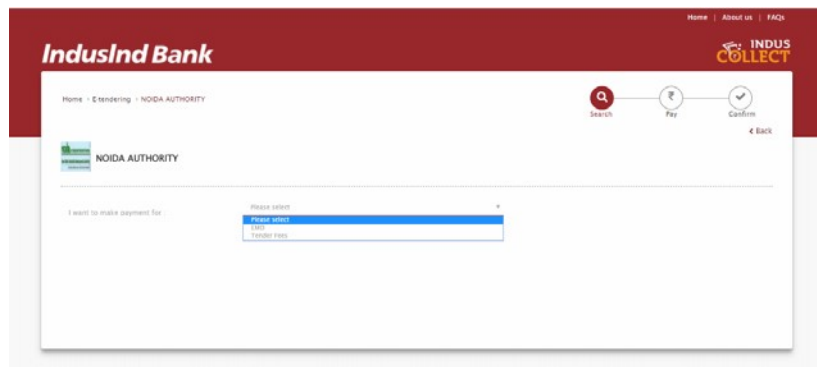 Home | About us | FAQs
IndusInd Bank
INDUS
COLLECT
Home › E-tendering › NOIDA AUTHORITY
₹
Search
Pay
Confirm
< Back
NOIDA AUTHORITY
I want to make payment for
Please select
Please select
EMD
Tender Fees